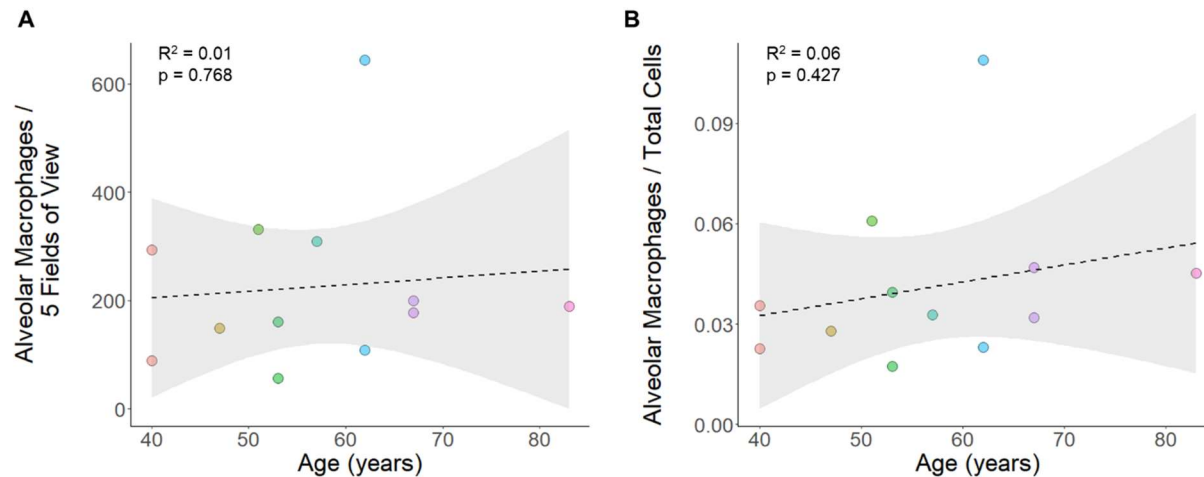 A
R² = 0.01
p = 0.768
Alveolar Macrophages /
5 Fields of View
600
400
200
0
40 50 60 70 80
Age (years)
B
R² = 0.06
p = 0.427
Alveolar Macrophages / Total Cells
0.09
0.06
0.03
0.00
40 50 60 70 80
Age (years)